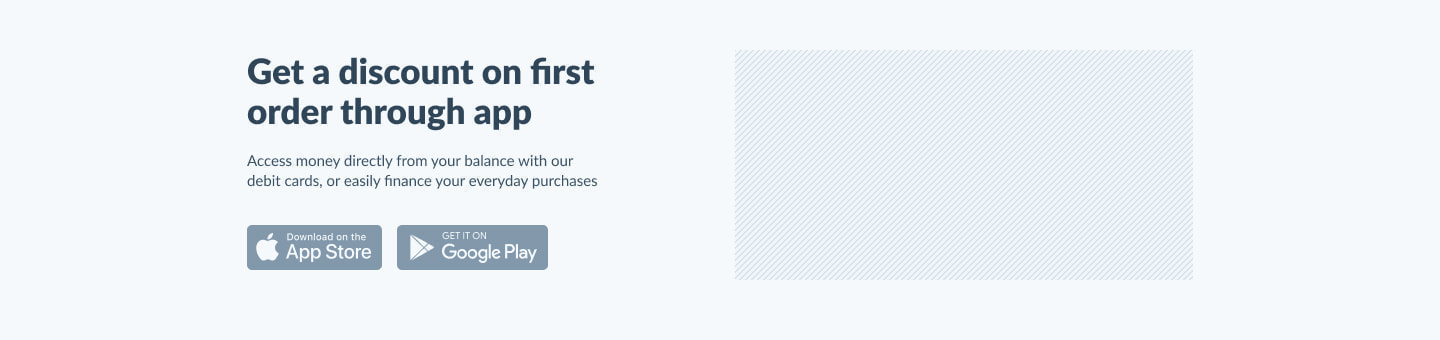 Get a discount on first
order through app
Access money directly from your balance with our
debit cards, or easily finance your everyday purchases
Download on the
App Store
GET IT ON
Google Play